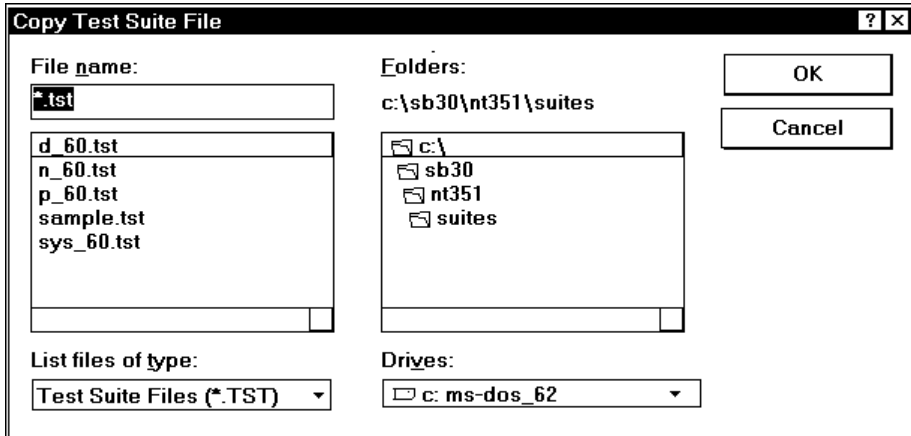 Copy Test Suite File
File name:
*.tst
d_60.tst
n_60.tst
p_60.tst
sample.tst
sys_60.tst
List files of type:
Test Suite Files (*.TST)
Folders:
c:\sb30\nt351\suites
c:\
sb30
nt351
suites
Drives:
c: ms-dos_62
OK
Cancel